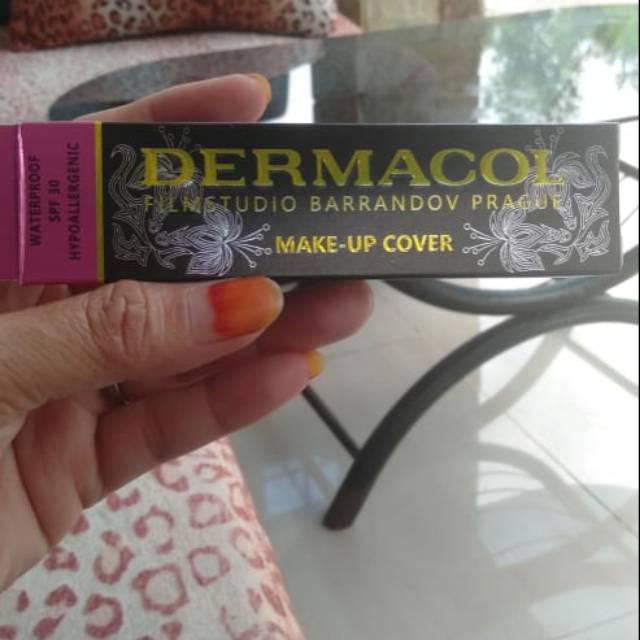 WATERPROOF
SPF 30
HYPOALLERGENIC
DERMACOL
FILMSTUDIO BARRANDOV PRAGUE
MAKE-UP COVER